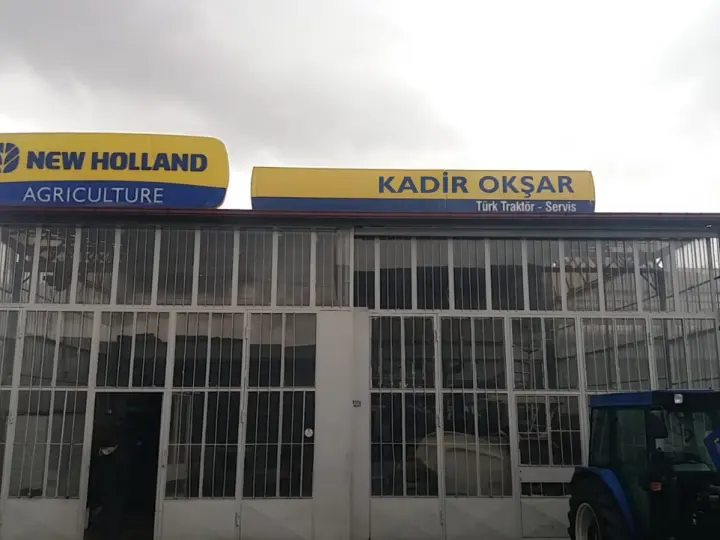 NEW HOLLAND
AGRICULTURE
KADİR OKŞAR
Türk Traktör - Servis